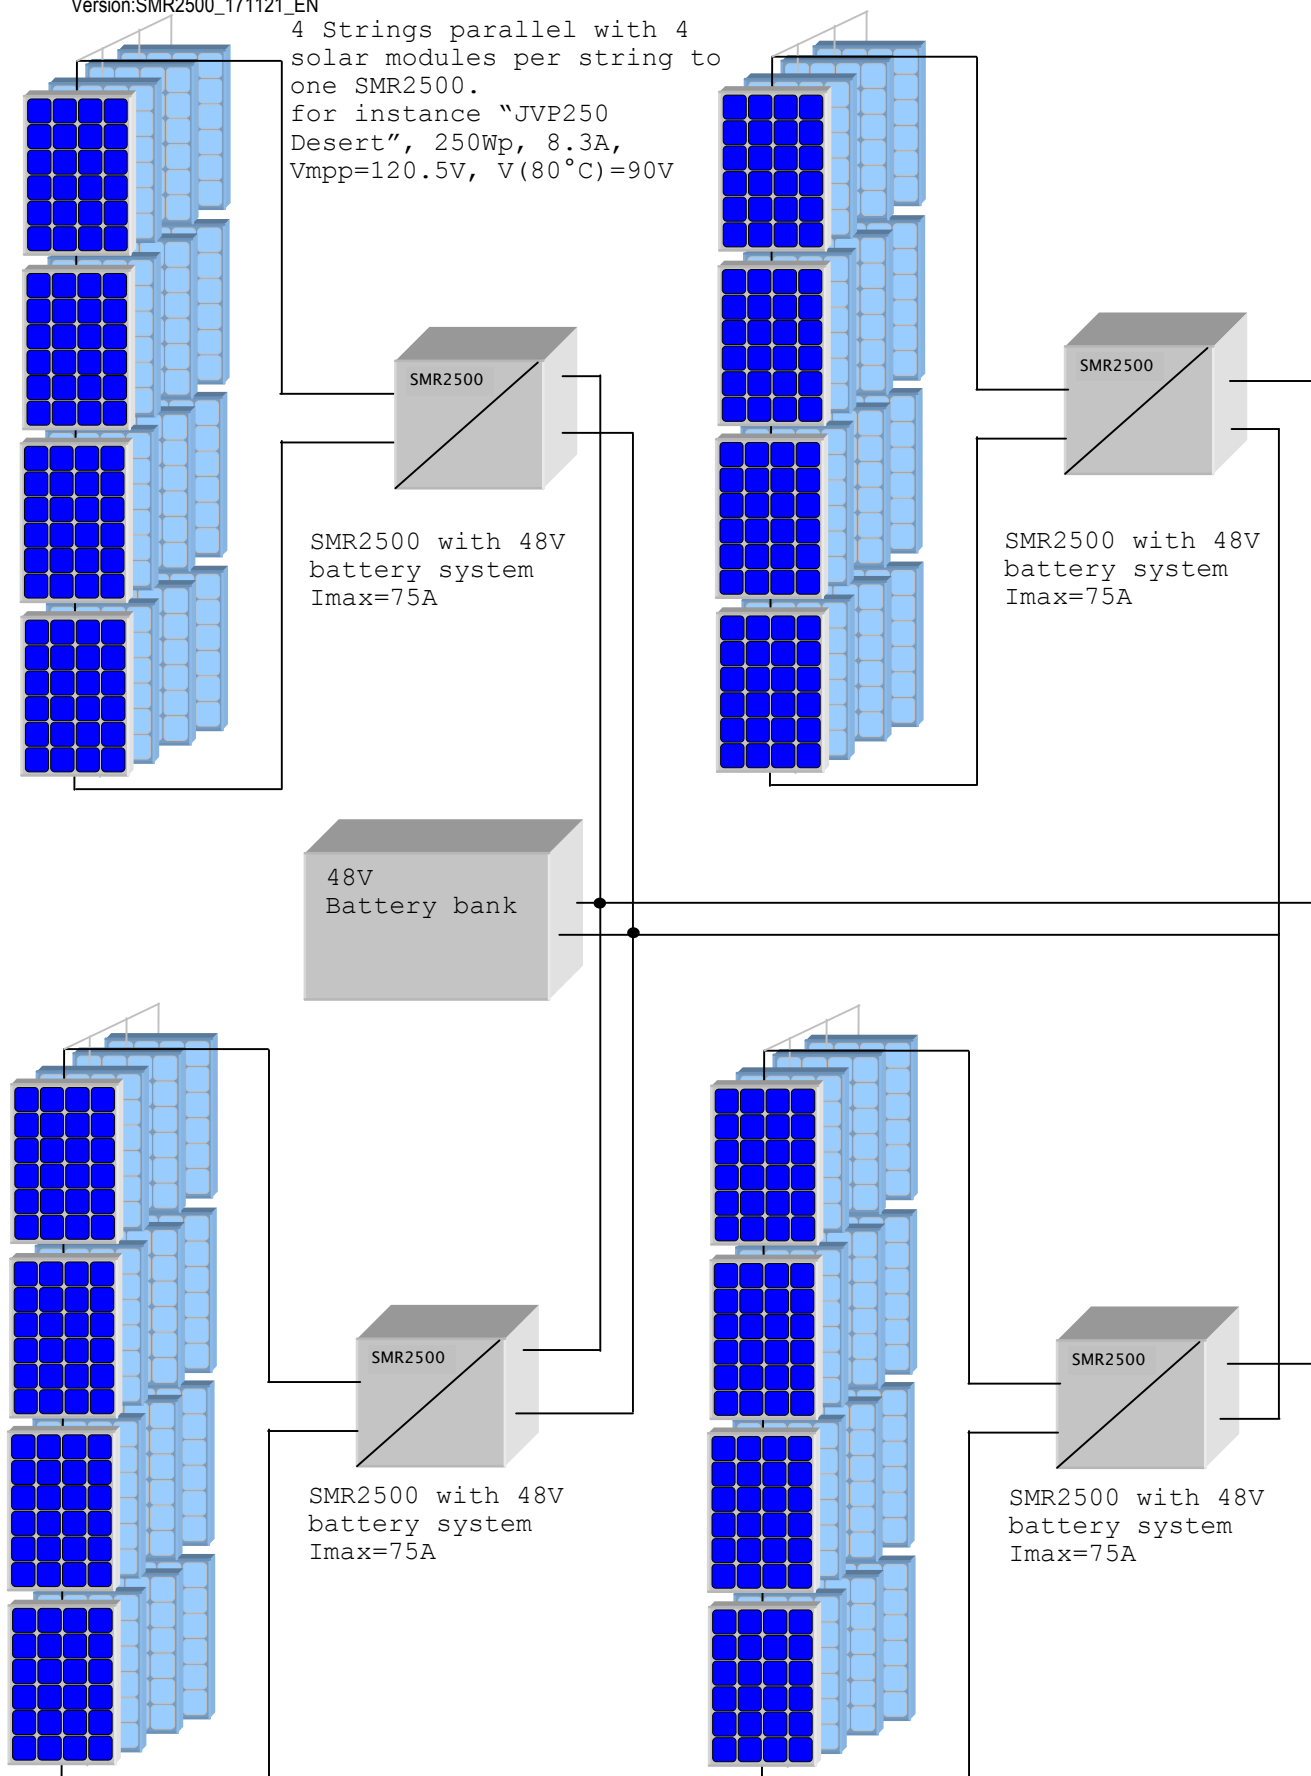 Version:SMR2500_171121_EN
4 Strings parallel with 4
solar modules per string to
one SMR2500.
for instance “JVP250
Desert”, 250Wp, 8.3A,
Vmpp=120.5V, V(80°C)=90V
SMR2500
SMR2500
SMR2500 with 48V
battery system
Imax=75A
SMR2500 with 48V
battery system
Imax=75A
48V
Battery bank
SMR2500
SMR2500
SMR2500 with 48V
battery system
Imax=75A
SMR2500 with 48V
battery system
Imax=75A